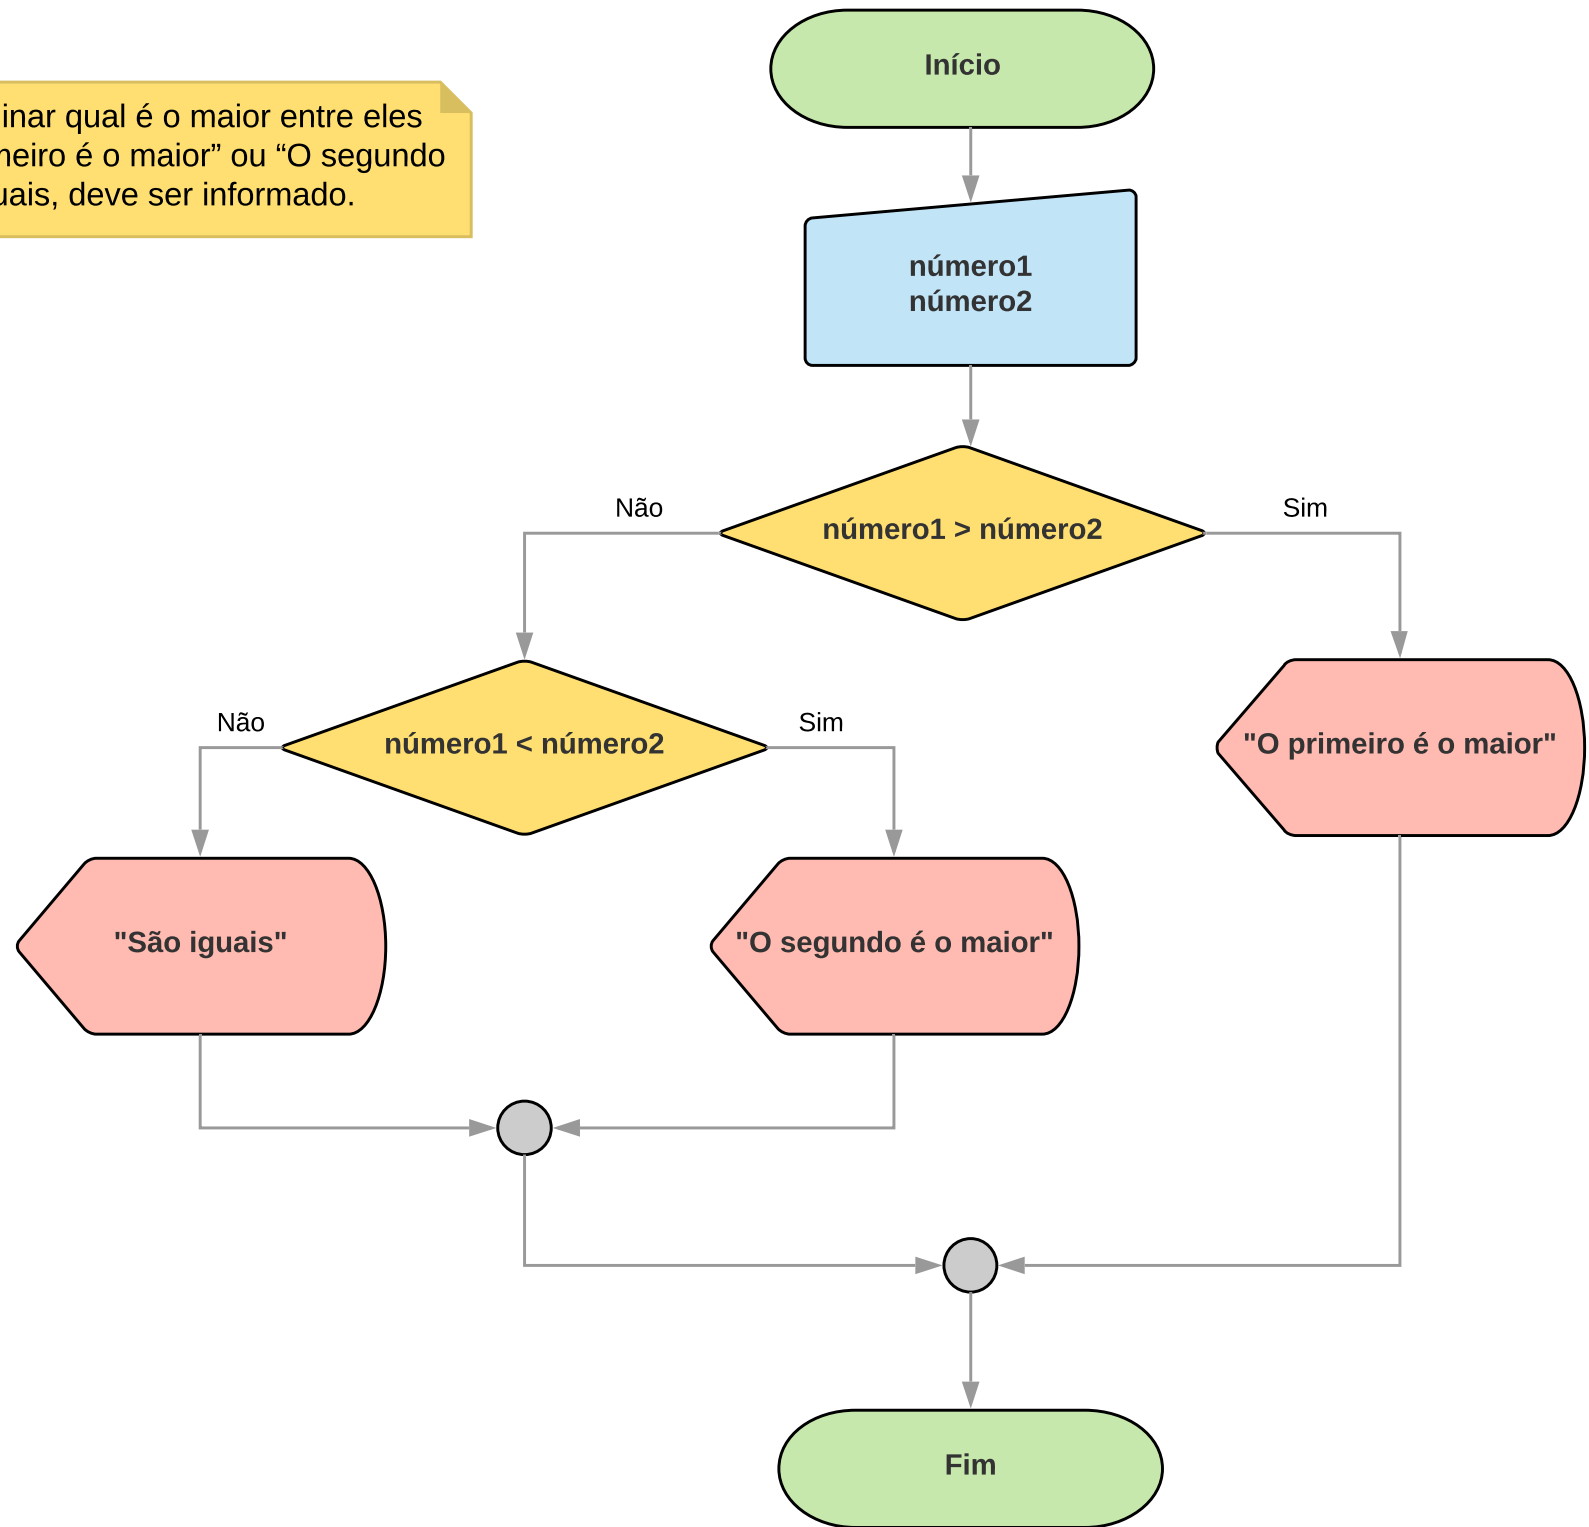 Início
inar qual é o maior entre eles
neiro é o maior” ou “O segundo
uais, deve ser informado.
número1
número2
número1 > número2
Não
Sim
número1 < número2
Não
Sim
"O primeiro é o maior"
"São iguais"
"O segundo é o maior"
Fim